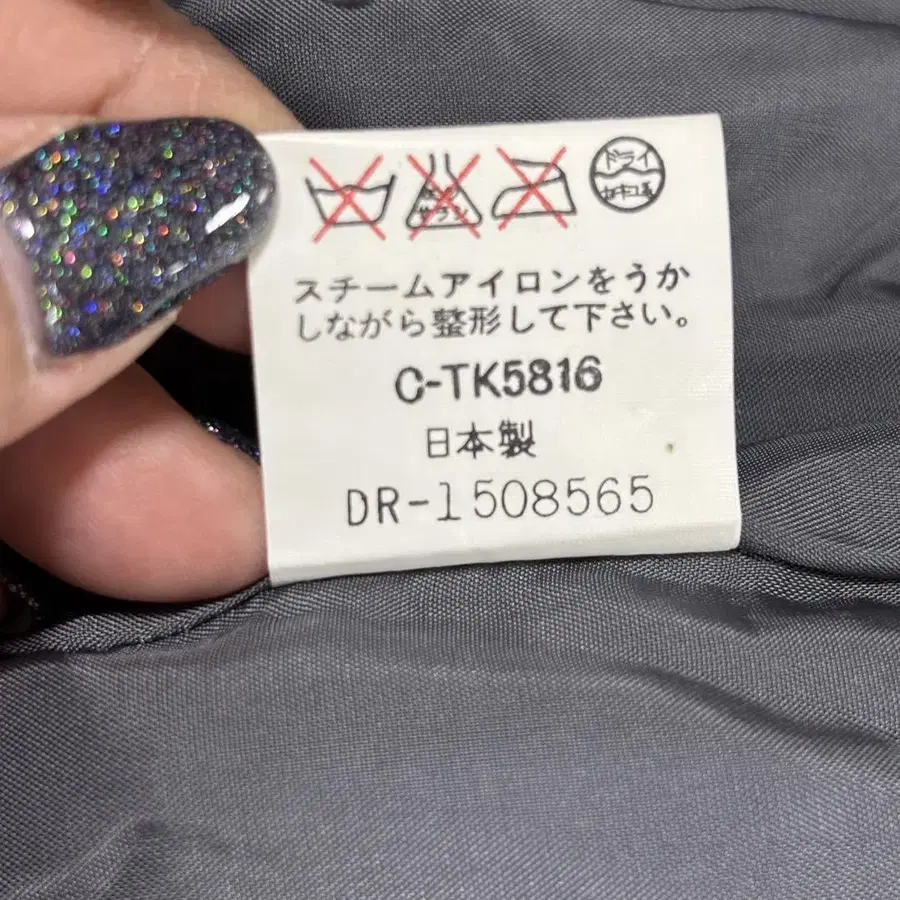 ドライ
スチームアイロンをうか
しながら整形して下さい。
C-TK5816
日本製
DR-1508565